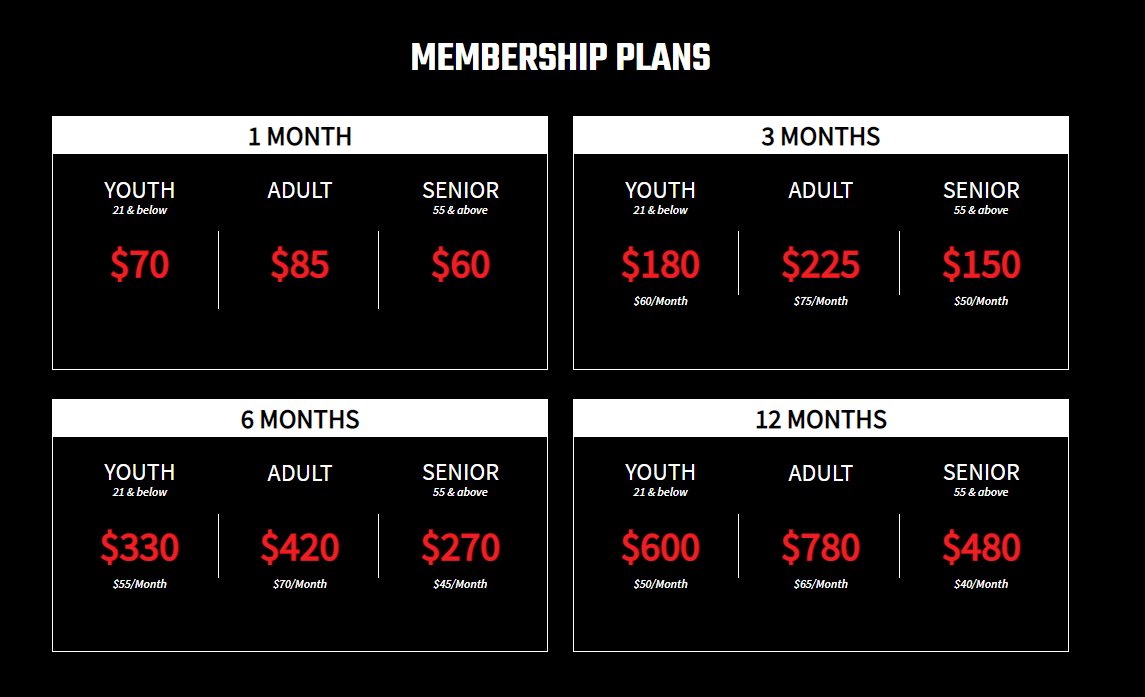 MEMBERSHIP PLANS
1 MONTH
YOUTH ADULT SENIOR
21 & below 55 & above
$70 $85 $60
3 MONTHS
YOUTH ADULT SENIOR
21 & below 55 & above
$180 $225 $150
$60/Month $75/Month $50/Month
6 MONTHS
YOUTH ADULT SENIOR
21 & below 55 & above
$330 $420 $270
$55/Month $70/Month $45/Month
12 MONTHS
YOUTH ADULT SENIOR
21 & below 55 & above
$600 $780 $480
$50/Month $65/Month $40/Month